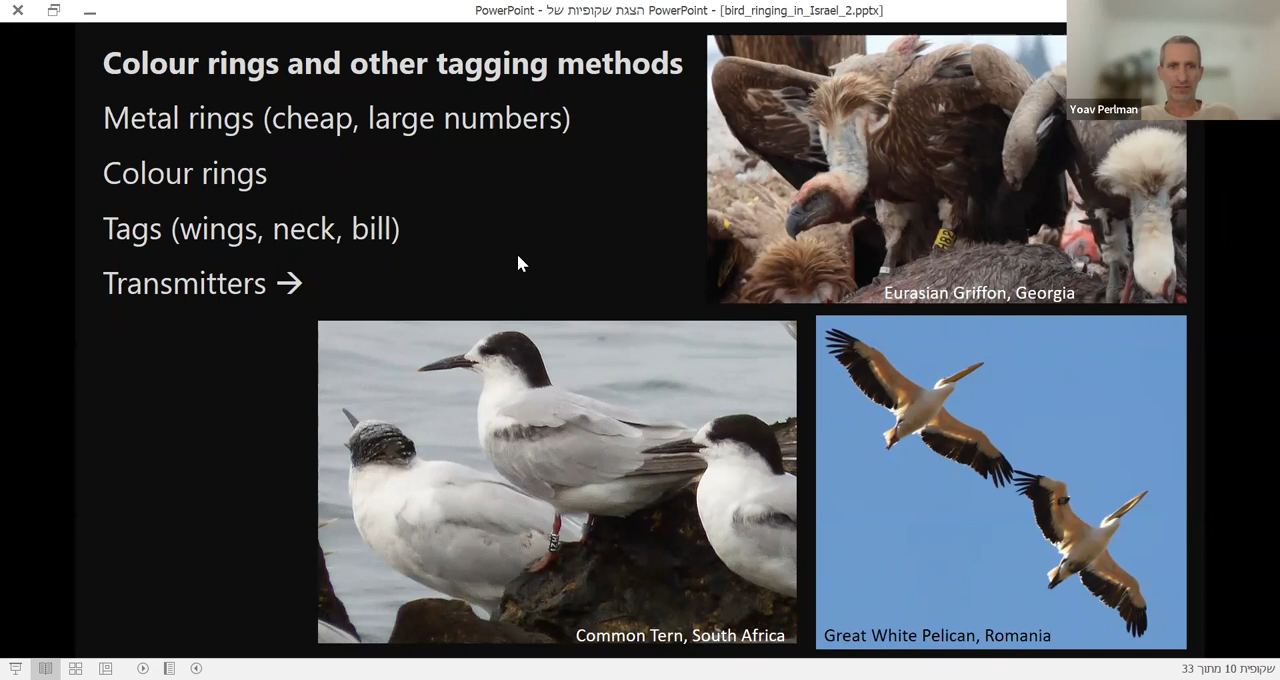 PowerPoint - הצגת שקופיות של PowerPoint - [bird_ringing_in_Israel_2.pptx]
Yoav Perlman
Colour rings and other tagging methods
Metal rings (cheap, large numbers)
Colour rings
Tags (wings, neck, bill)
Transmitters →
Eurasian Griffon, Georgia
Common Tern, South Africa
Great White Pelican, Romania
שקופית 10 מתוך 33